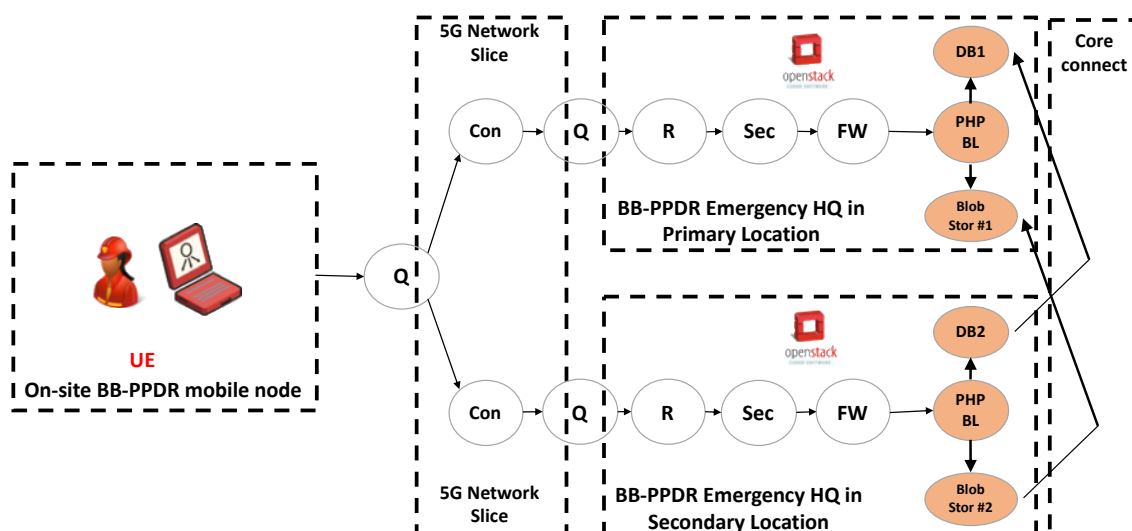 5G Network
Slice
openstack
CLOUD SOFTWARE
DB1
Core
connect
Con
Q
R
Sec
FW
PHP
BL
Blob
Stor #1
BB-PPDR Emergency HQ in
Primary Location
Q
UE
On-site BB-PPDR mobile node
openstack
DB2
Con
Q
R
Sec
FW
PHP
BL
Blob
Stor #2
5G Network
Slice
BB-PPDR Emergency HQ in
Secondary Location